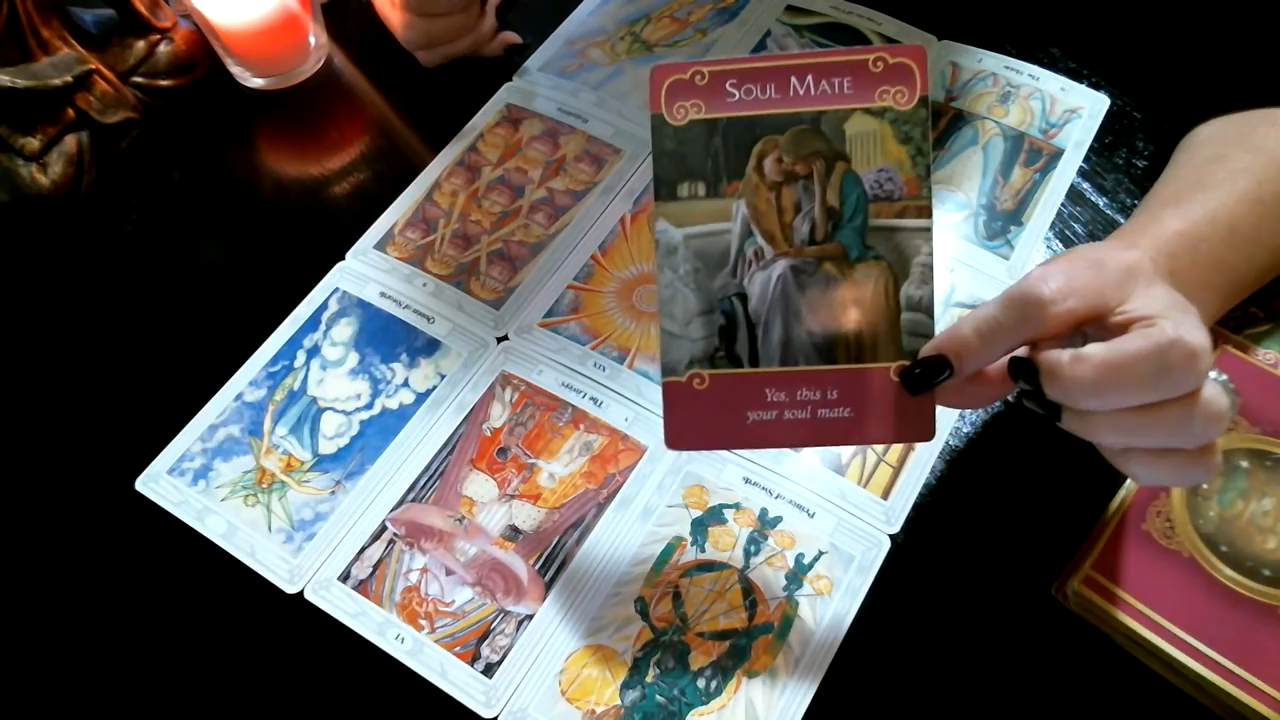 SOUL MATE
Yes, this is
your soul mate.
Queen of Swords
XIX
The Lovers
VI
Prince of Swords